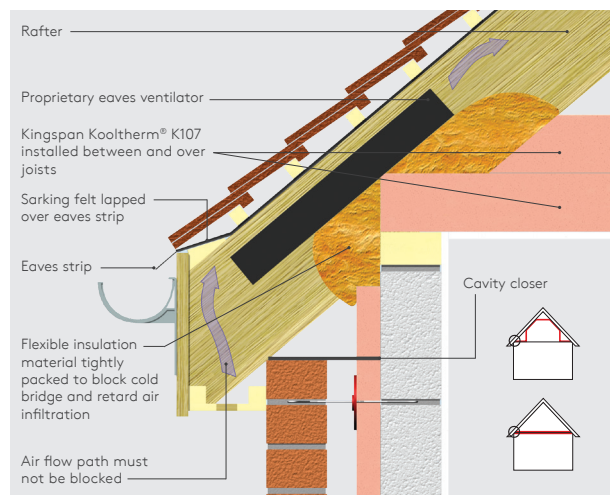 Rafter
Proprietary eaves ventilator
Kingspan Kooltherm® K107
installed between and over
joists
Sarking felt lapped
over eaves strip
Eaves strip
Cavity closer
Flexible insulation
material tightly
packed to block cold
bridge and retard air
infiltration
Air flow path must
not be blocked